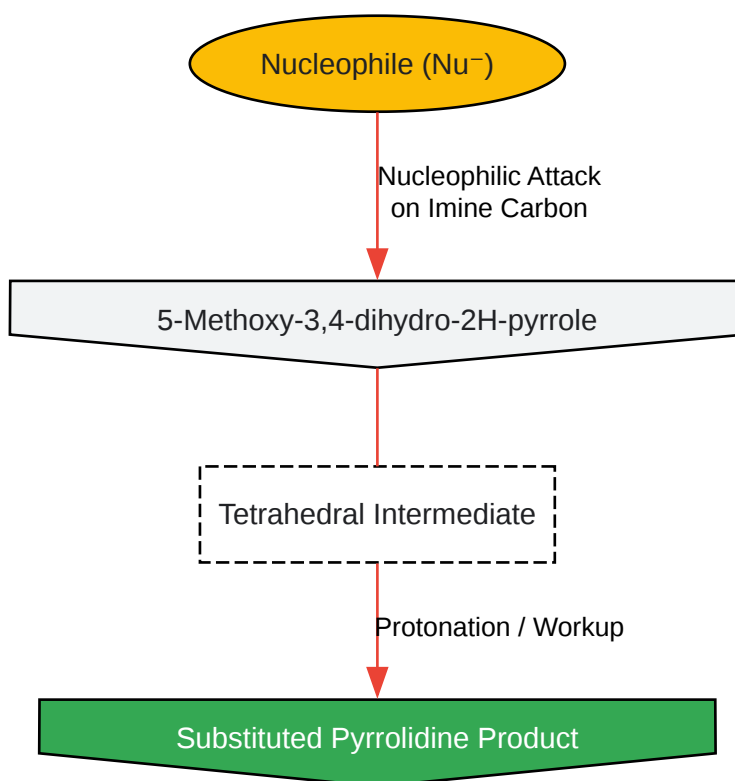 Nucleophile (Nu⁻)
Nucleophilic Attack
on Imine Carbon
5-Methoxy-3,4-dihydro-2H-pyrrole
Tetrahedral Intermediate
Protonation / Workup
Substituted Pyrrolidine Product